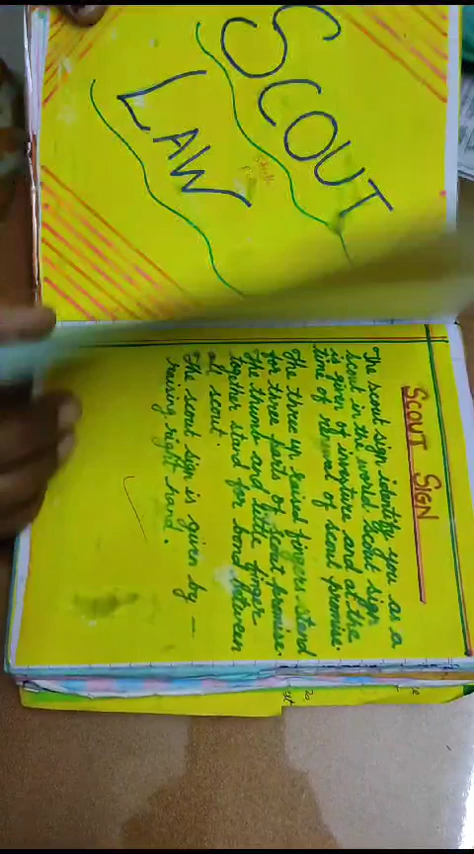 SCOUT
LAW
SCOUT SIGN
The scout sign identify you as a
scout in the world. Scout sign
is given of investure and at the
time of renewal of scout promise.
The three up raised fingers stand
for three parts of scout promise.
The thumb and little finger
together stand for bond between
all scout.
The scout sign is given by —
raising right hand.